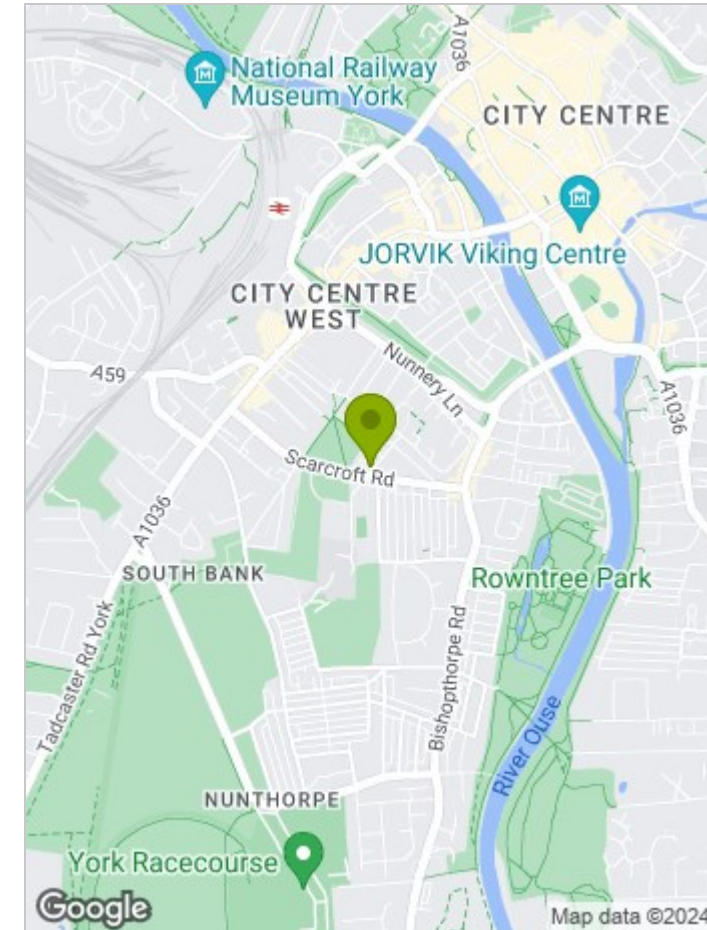 A1036
National Railway
Museum York
CITY CENTRE
M
M
JORVIK Viking Centre
CITY CENTRE
WEST
A59
Nunnery Ln
A1036
Scarcroft Rd
A1036
SOUTH BANK
Rowntree Park
Tadcaster Rd York
Bishopthorpe Rd
River Ouse
NUNTHORPE
York Racecourse
Google
Map data ©2024